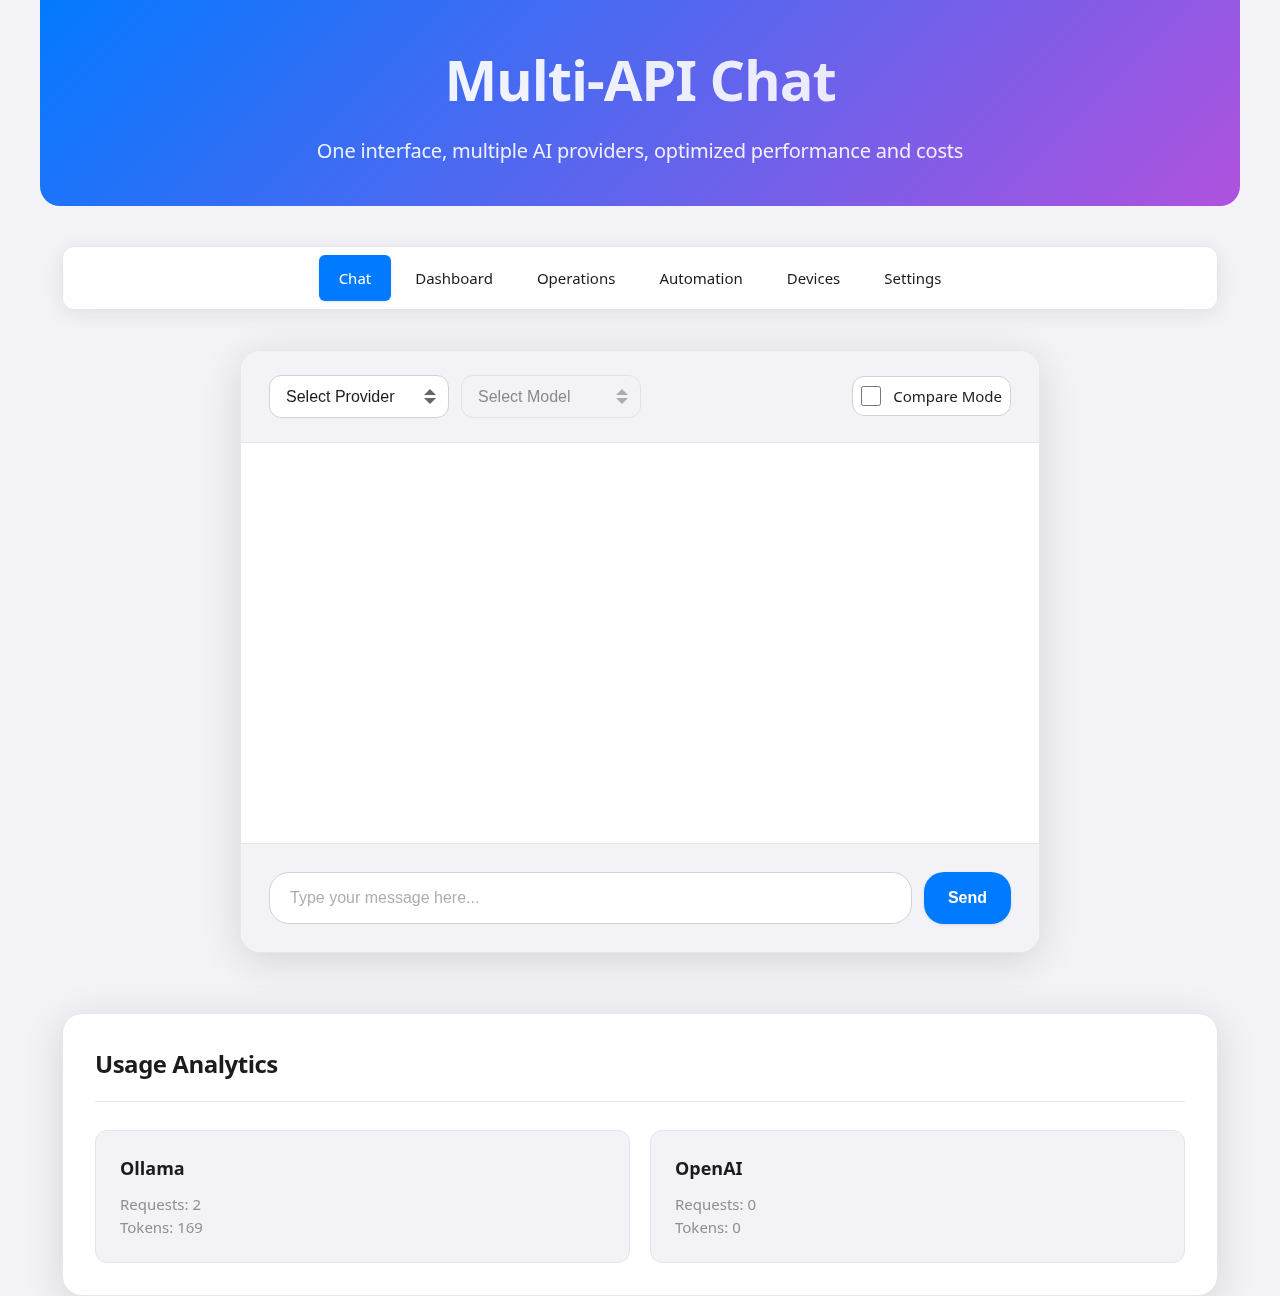 Multi-API Chat
One interface, multiple AI providers, optimized performance and costs
Chat Dashboard Operations Automation Devices Settings
Select Provider Select Model Compare Mode
Type your message here... Send
Usage Analytics
Ollama
Requests: 2
Tokens: 169
OpenAI
Requests: 0
Tokens: 0